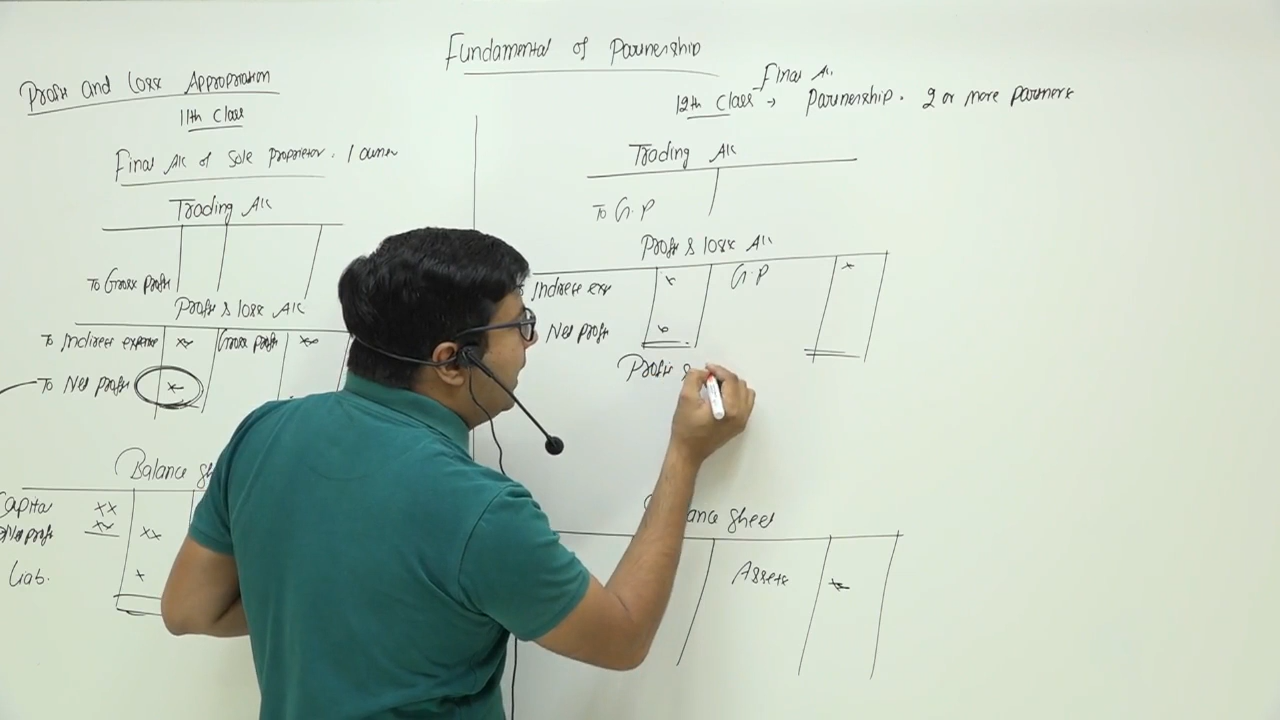 Fundamental of Partnership
Profit and Loss Appropriation
11th Class
Final A/c of Sole Proprietor. 1 owner
Trading A/c
To Gross profit
Profit & loss A/c
To Indirect expense xx Gross profit xx
To Net profit x
Balance Sh
Capital xx
Net profit xx xx
Liab. x
Final A/c
12th Class → Partnership. 2 or more partners
Trading A/c
To G.P
Profit & loss A/c
Indirect exp x G.P x
Net profit x
Profit &
Balance Sheet
Assets x